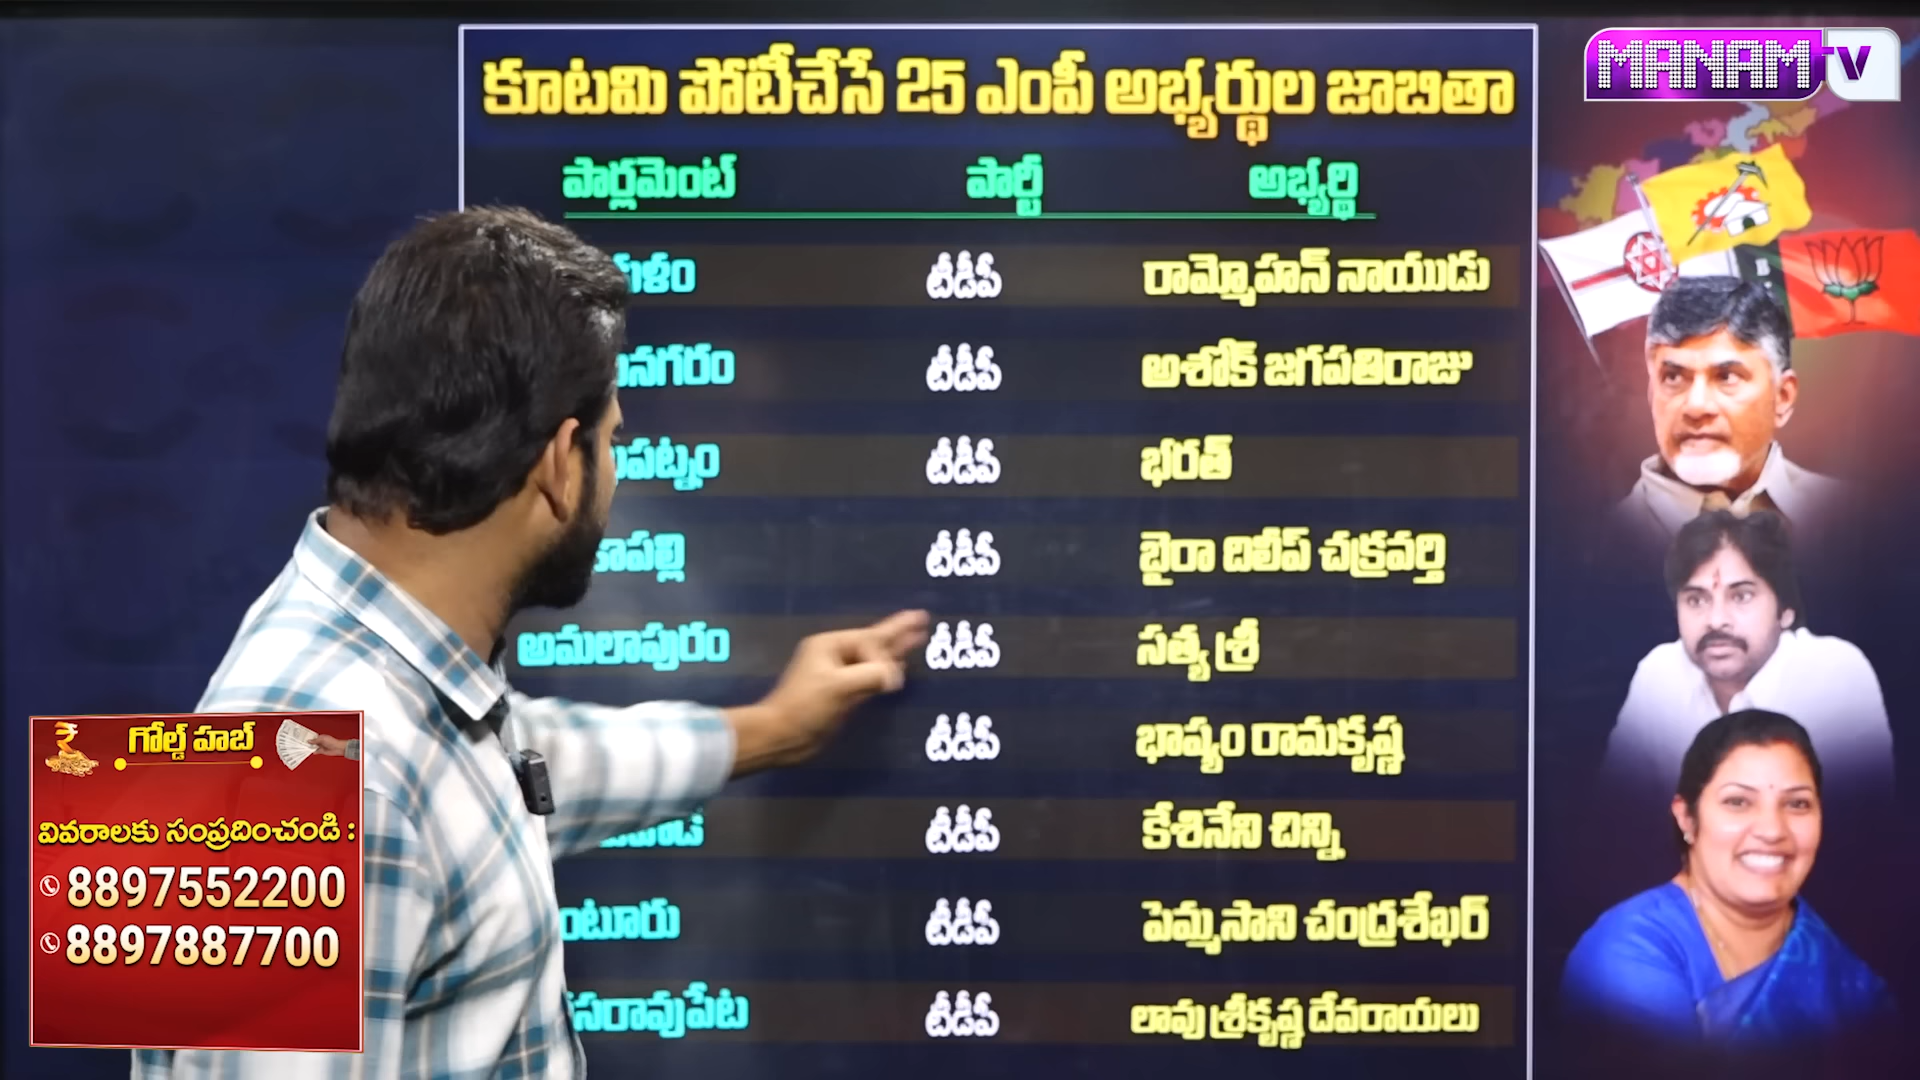 కూటమి పోటీచేసే 25 ఎంపీ అభ్యర్థుల జాబితా
MANAM TV
పార్లమెంట్ పార్టీ అభ్యర్థి
టీడీపీ రామ్మోహన్ నాయుడు
టీడీపీ అశోక్ జగపతిరాజు
టీడీపీ భరత్
టీడీపీ బైరా దిలీప్ చక్రవర్తి
అమలాపురం టీడీపీ సత్య శ్రీ
టీడీపీ భాష్యం రామకృష్ణ
టీడీపీ కేశినేని చిన్ని
టీడీపీ పెమ్మసాని చంద్రశేఖర్
టీడీపీ లావు శ్రీకృష్ణ దేవరాయలు
గోల్డ్ హబ్
వివరాలకు సంప్రదించండి :
8897552200
8897887700